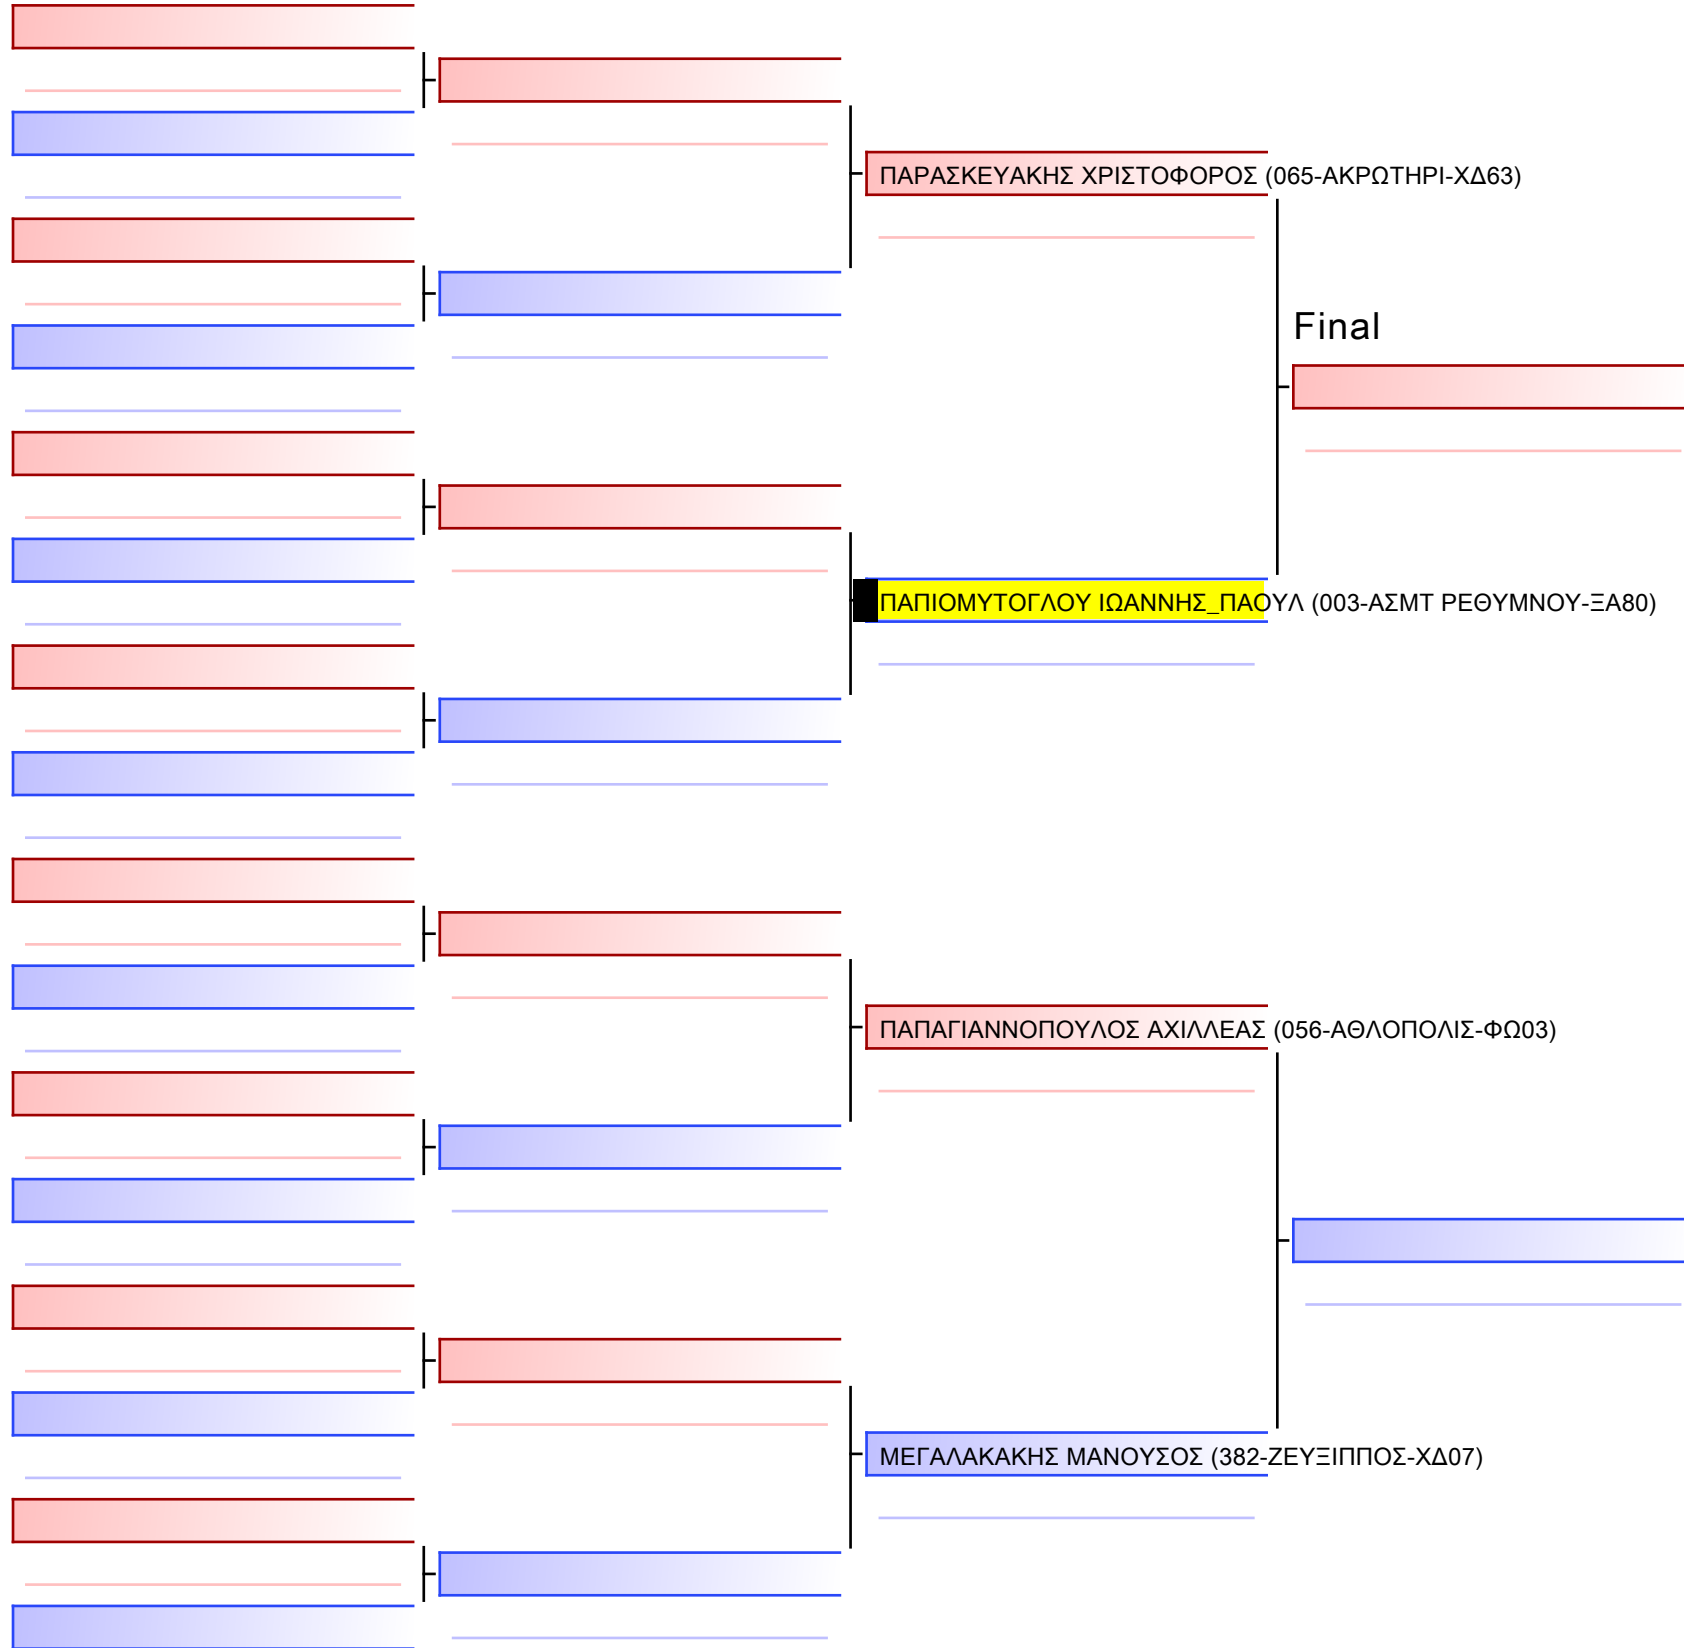 ΠΑΡΑΣΚΕΥΑΚΗΣ ΧΡΙΣΤΟΦΟΡΟΣ (065-ΑΚΡΩΤΗΡΙ-ΧΔ63)
Final
ΠΑΠΙΟΜΥΤΟΓΛΟΥ ΙΩΑΝΝΗΣ_ΠΑΟΥΛ (003-ΑΣΜΤ ΡΕΘΥΜΝΟΥ-ΞΑ80)
ΠΑΠΑΓΙΑΝΝΟΠΟΥΛΟΣ ΑΧΙΛΛΕΑΣ (056-ΑΘΛΟΠΟΛΙΣ-ΦΩ03)
ΜΕΓΑΛΑΚΑΚΗΣ ΜΑΝΟΥΣΟΣ (382-ΖΕΥΞΙΠΠΟΣ-ΧΔ07)